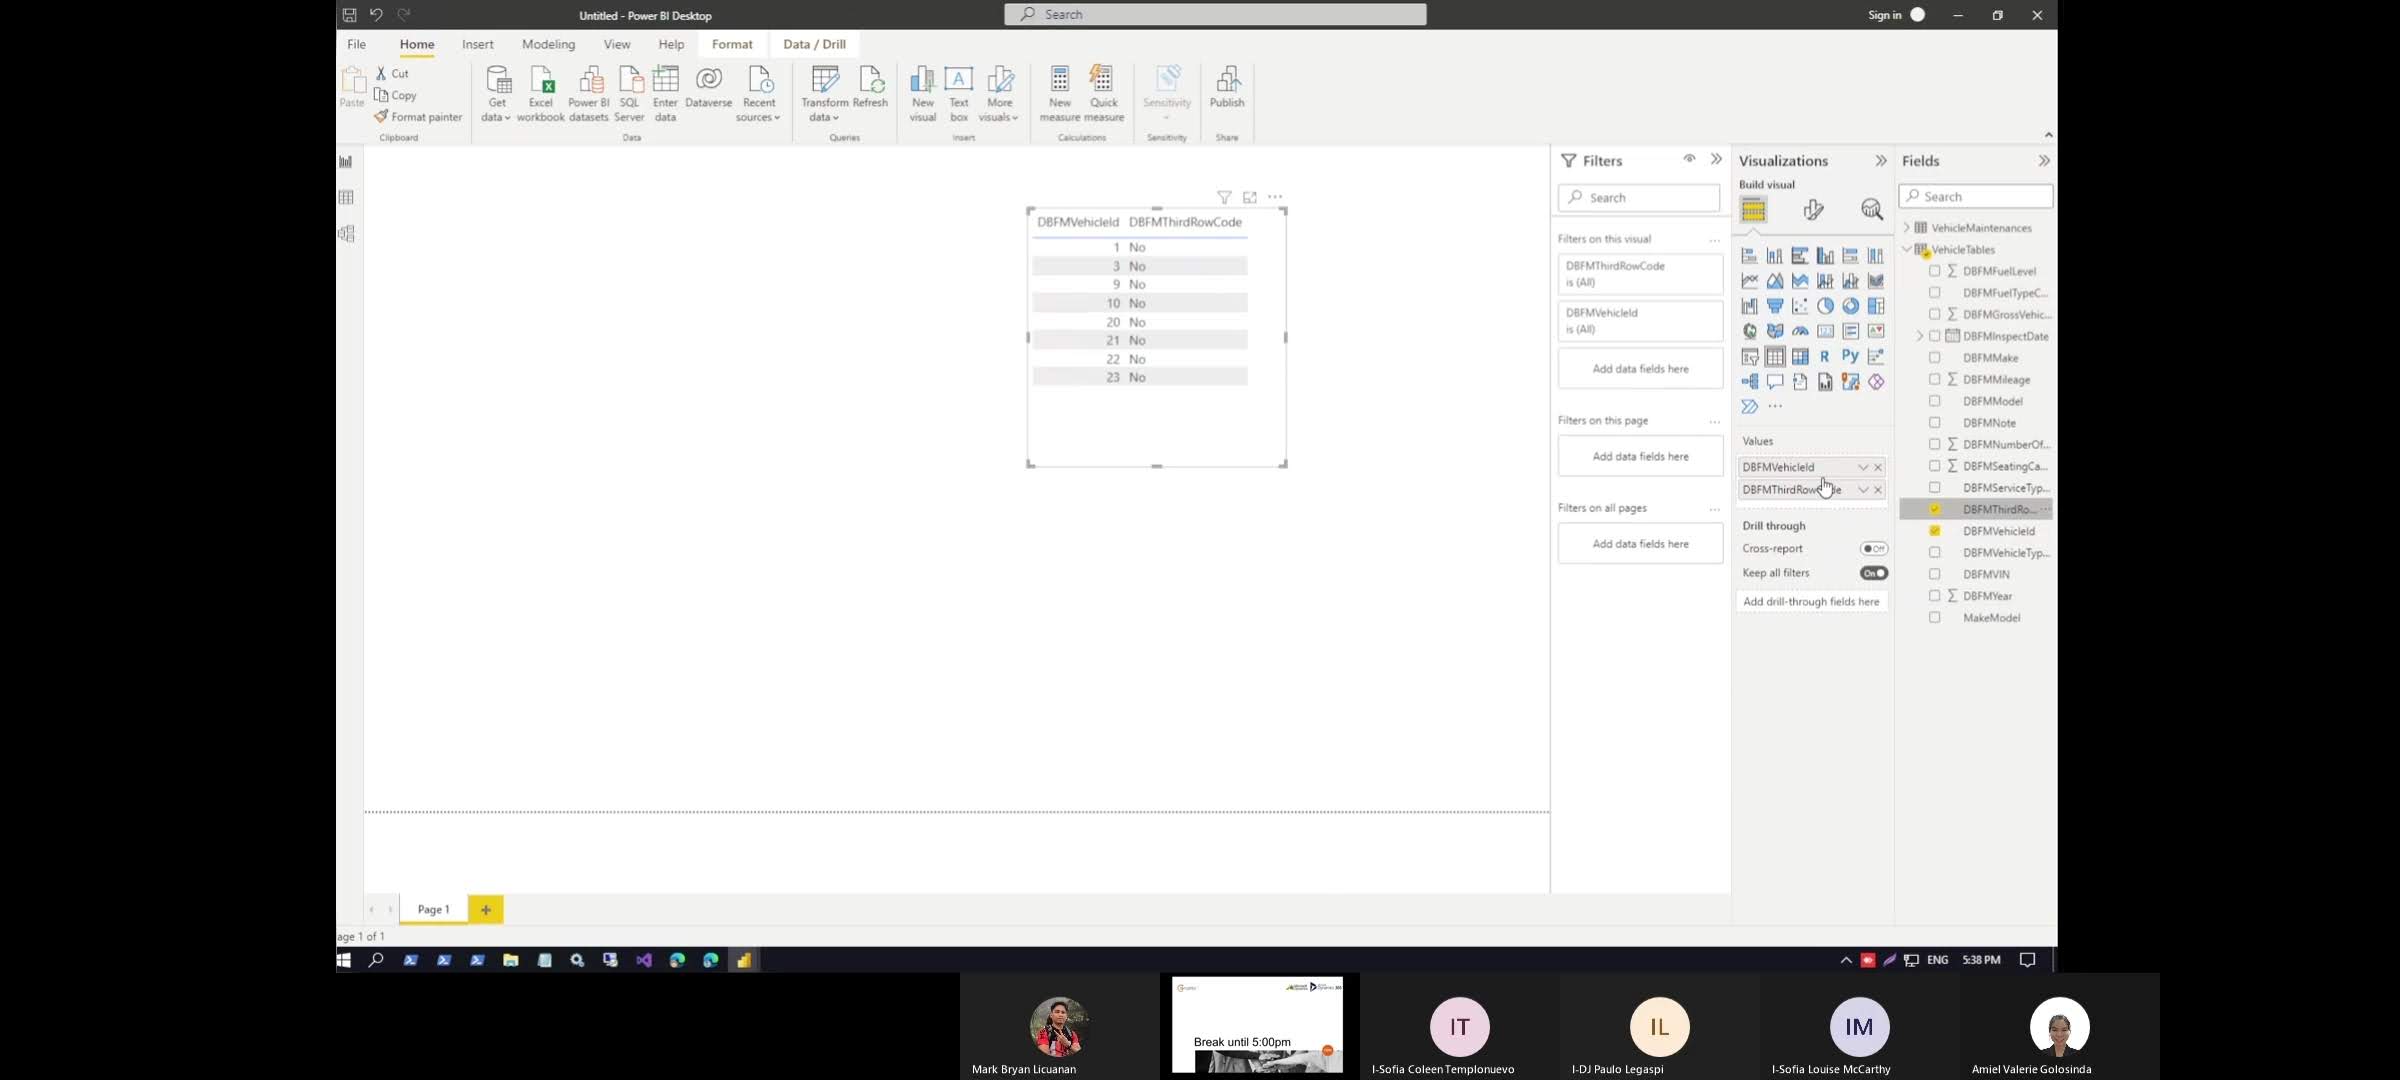 Untitled - Power BI Desktop
Search
Sign in
File
Home
Insert
Modeling
View
Help
Format
Data / Drill
Paste
Cut
Copy
Format painter
Clipboard
Get data
Excel workbook
Power BI datasets
SQL Server
Enter data
Dataverse
Recent sources
Data
Transform data
Refresh
Queries
New visual
Text box
More visuals
Insert
New measure
Quick measure
Calculations
Sensitivity
Sensitivity
Publish
Share
DBFMVehicleId DBFMThirdRowCode
1 No
3 No
9 No
10 No
20 No
21 No
22 No
23 No
Filters
Search
Filters on this visual
DBFMThirdRowCode
is (All)
DBFMVehicleId
is (All)
Add data fields here
Filters on this page
Add data fields here
Filters on all pages
Add data fields here
Visualizations
Build visual
R
Py
Values
DBFMVehicleId
Drill through
Cross-report
Off
Keep all filters
On
Add drill-through fields here
Fields
Search
VehicleMaintenances
VehicleTables
DBFMFuelLevel
DBFMFuelTypeC...
DBFMGrossVehic...
DBFMInspectDate
DBFMMake
DBFMMileage
DBFMModel
DBFMNote
DBFMNumberOf...
DBFMSeatingCa...
DBFMServiceTyp...
DBFMThirdRo...
DBFMVehicleId
DBFMVehicleTyp...
DBFMVIN
DBFMYear
MakeModel
Page 1
age 1 of 1
ENG
5:38 PM
Mark Bryan Licuanan
Break until 5:00pm
IT
I-Sofia Coleen Templonuevo
IL
I-DJ Paulo Legaspi
IM
I-Sofia Louise McCarthy
Amiel Valerie Golosinda